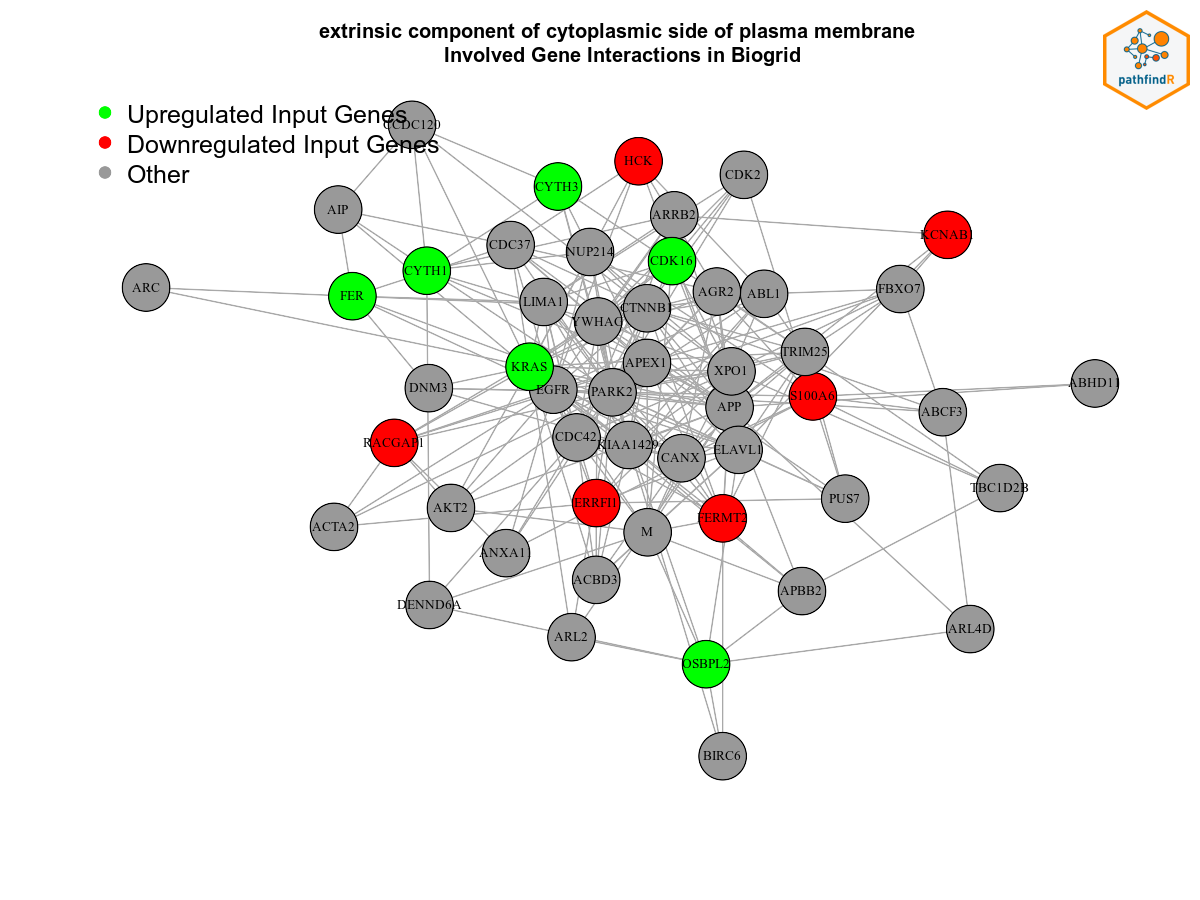 extrinsic component of cytoplasmic side of plasma membrane
Involved Gene Interactions in Biogrid
pathfindR
Upregulated Input Genes
Downregulated Input Genes
Other
CCDC120
HCK
CDK2
CYTH3
AIP
ARRB2
KCNAB1
CDC37
NUP214
CDK16
CYTH1
ARC
FER
LIMA1
AGR2
ABL1
FBXO7
CTNNB1
YWHAG
TRIM25
KRAS
APEX1
XPO1
ABHD11
DNM3
EGFR
PARK2
APP
S100A6
ABCF3
RACGAP1
CDC42
KIAA1429
CANX
ELAVL1
TBC1D2B
AKT2
ERRFI1
FERMT2
PUS7
ACTA2
M
ANXA11
ACBD3
APBB2
DENND6A
ARL2
ARL4D
OSBPL2
BIRC6